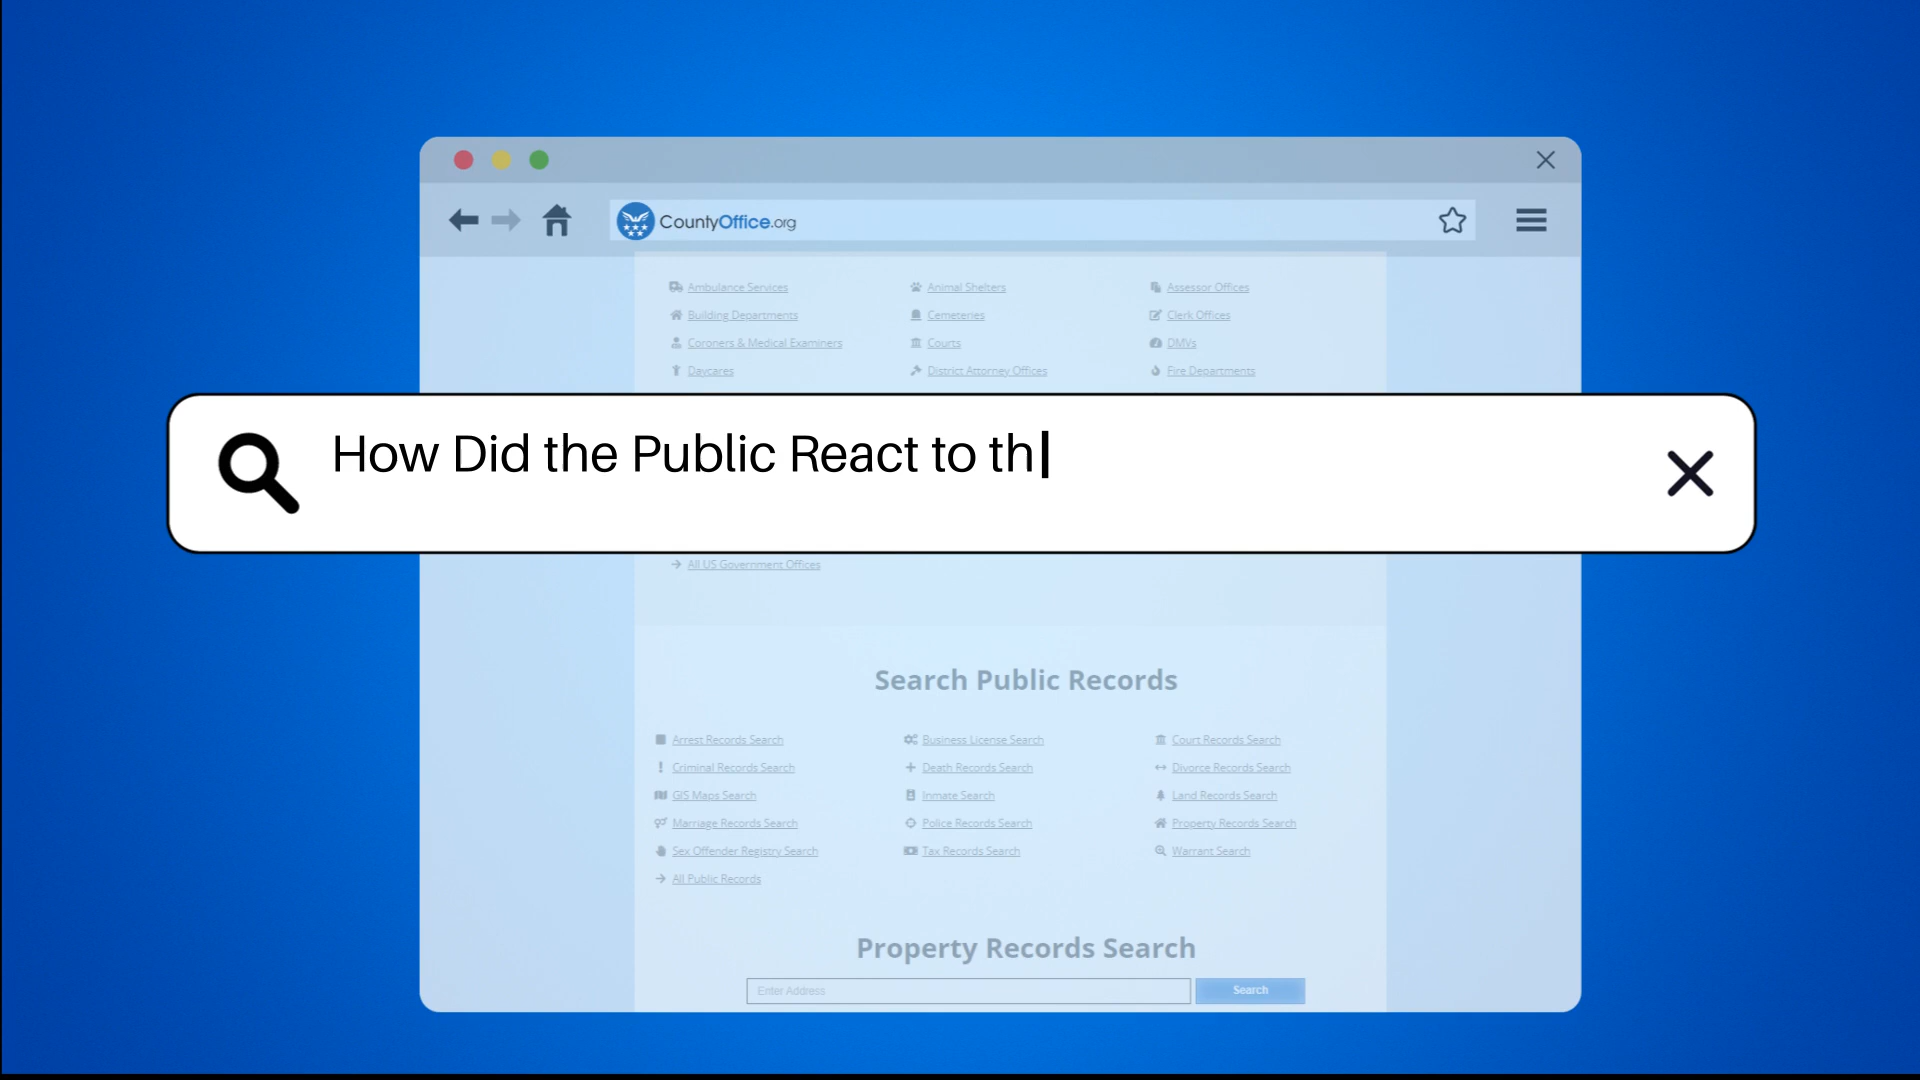 CountyOffice.org
Ambulance Services Animal Shelters Assessor Offices
Building Departments Cemeteries Clerk Offices
Coroners & Medical Examiners Courts DMVs
Daycares District Attorney Offices Fire Departments
How Did the Public React to th
All US Government Offices
Search Public Records
Arrest Records Search Business License Search Court Records Search
Criminal Records Search Death Records Search Divorce Records Search
GIS Maps Search Inmate Search Land Records Search
Marriage Records Search Police Records Search Property Records Search
Sex Offender Registry Search Tax Records Search Warrant Search
All Public Records
Property Records Search
Enter Address Search